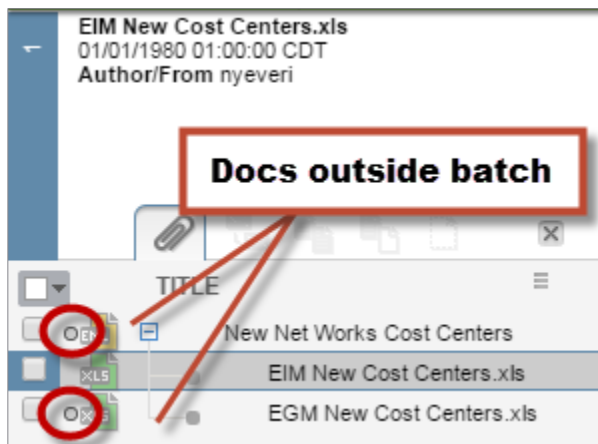 1
EIM New Cost Centers.xls
01/01/1980 01:00:00 CDT
Author/From nyeveri
Docs outside batch
TITLE
New Net Works Cost Centers
XLS
EIM New Cost Centers.xls
EGM New Cost Centers.xls